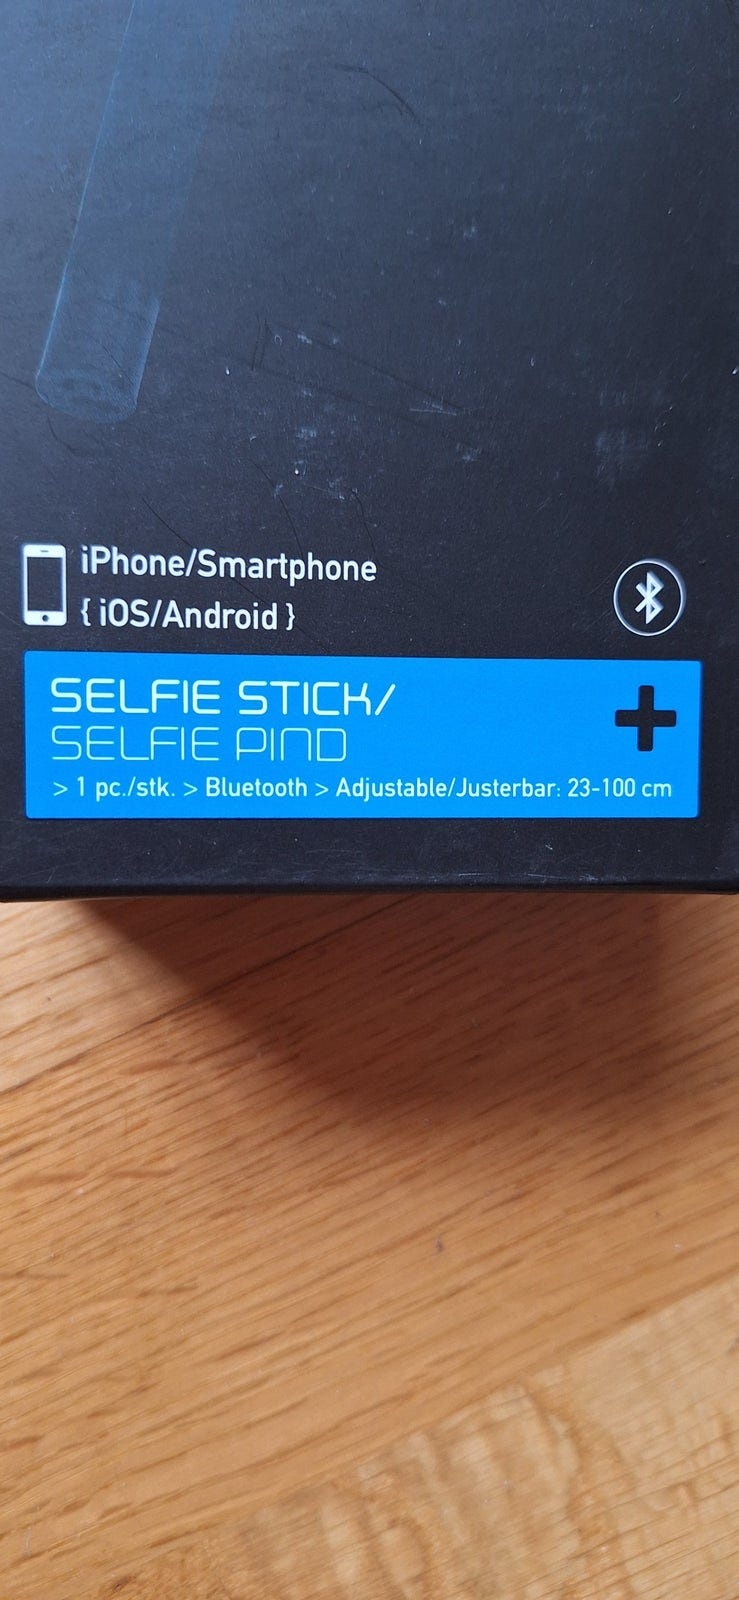 iPhone/Smartphone
{ iOS/Android }
SELFIE STICK/
SELFIE PIND
> 1 pc./stk. > Bluetooth > Adjustable/Justerbar: 23-100 cm